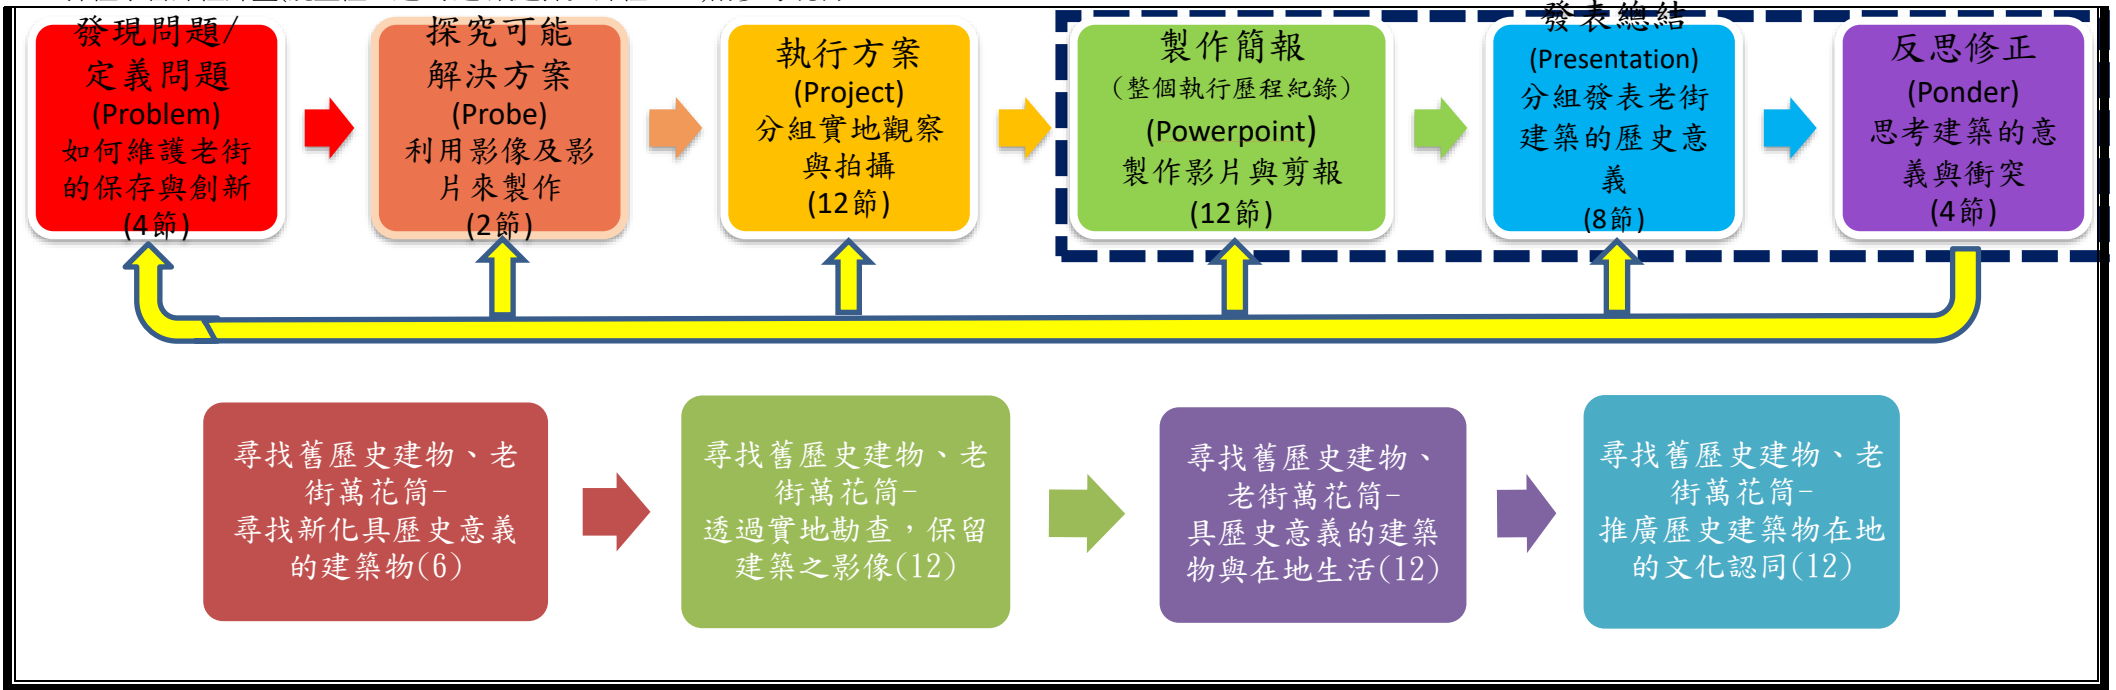 發現問題/
定義問題
(Problem)
如何維護老街
的保存與創新
(4節)
探究可能
解決方案
(Probe)
利用影像及影
片來製作
(2節)
執行方案
(Project)
分組實地觀察
與拍攝
(12節)
製作簡報
（整個執行歷程紀錄）
(Powerpoint)
製作影片與剪報
(12節)
發表總結
(Presentation)
分組發表老街
建築的歷史意
義
(8節)
反思修正
(Ponder)
思考建築的意
義與衝突
(4節)
尋找舊歷史建物、老
街萬花筒-
尋找新化具歷史意義
的建築物(6)
尋找舊歷史建物、老
街萬花筒-
透過實地勘查，保留
建築之影像(12)
尋找舊歷史建物、
老街萬花筒-
具歷史意義的建築
物與在地生活(12)
尋找舊歷史建物、老
街萬花筒-
推廣歷史建築物在地
的文化認同(12)